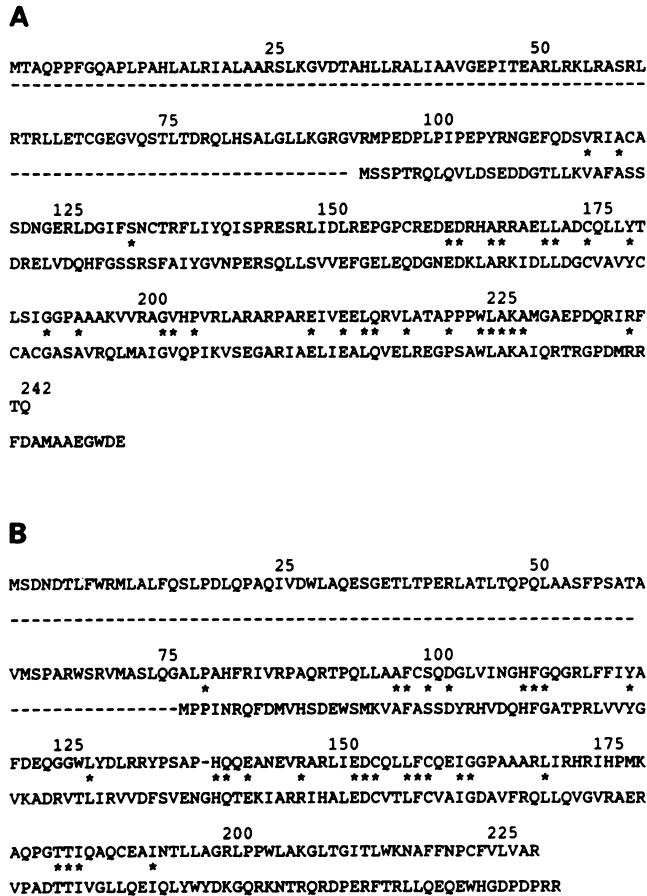 A
25 50
MTAQPPFGQAPLPAHLALRIALAARSLKGVDTAHLLRALIAAVGEPITEARLRKLRASRL
------------------------------------------------------------
75 100
RTRLLETCGEGVQSTLTDRQLHSALGLLKGRGVRMPEDPLPIPEPYRNGEFQDSVRIACA
* *
-------------------------------- MSSPTRQLQVLDSEDDGTLLKVAFASS
125 150 175
SDNGERLDGIFSNCTRFLIYQISPRESRLIDLREPGPCREDEDRHARRAELLADCQLLYT
* ** ** ** * *
DRELVDQHFGSSRSFAIYGVNPERSQLLSVVEFGELEQDGNEDKLARKIDLLDGCVAVYC
200 225
LSIGGPAAAKVVRAGVHPVRLARARPAREIVEELQRVLATAPPPWLAKAMGAEPDQRIRF
* * ** * * * ** * * ***** *
CACGASAVRQLMAIGVQPIKVSEGARIAELIEALQVELREGPSAWLAKAIQRTRGPDMRR
242
TQ
FDAMAAEGWDE
B
25 50
MSDNDTLFWRMLALFQSLPDLQPAQIVDWLAQESGETLTPERLATLTQPQLAASFPSATA
-----------------------------------------------------------
75 100
VMSPARWSRVMASLQGALPAHFRIVRPAQRTPQLLAAFCSQDGLVINGHFGQGRLFFIYA
* ** * * *** *
----------------MPPINRQFDMVHSDEWSMKVAFASSDYRHVDQHFGATPRLVVYG
125 150 175
FDEQGGWLYDLRRYPSAP-HQQEANEVRARLIEDCQLLFCQEIGGPAAARLIRHRIHPMK
* ** * * *** *** ** *
VKADRVTLIRVVDFSVENGHQTEKIARRIHALEDCVTLFCVAIGDAVFRQLLQVGVRAER
200 225
AQPGTTIQAQCEAINTLLAGRLPPWLAKGLTGITLWKNAFFNPCFVLVAR
*** *
VPADTTIVGLLQEIQLYWYDKGQRKNTRQRDPERFTRLLQEQEWHGDPDPRR